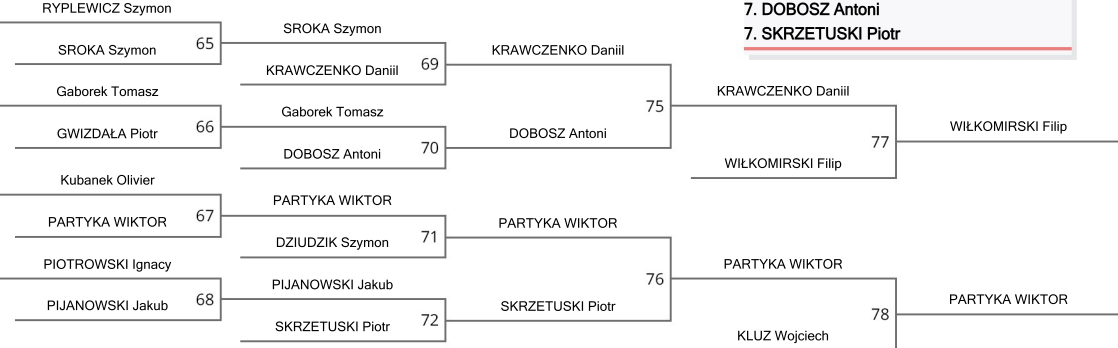 RYPLEWICZ Szymon
7. DOBOSZ Antoni
7. SKRZETUSKI Piotr
SROKA Szymon
SROKA Szymon
65
KRAWCZENKO Daniil
KRAWCZENKO Daniil
69
Gaborek Tomasz
KRAWCZENKO Daniil
75
Gaborek Tomasz
GWIZDAŁA Piotr
66
DOBOSZ Antoni
WIŁKOMIRSKI Filip
77
DOBOSZ Antoni
70
WIŁKOMIRSKI Filip
Kubanek Olivier
PARTYKA WIKTOR
PARTYKA WIKTOR
67
PARTYKA WIKTOR
DZIUDZIK Szymon
71
PIOTROWSKI Ignacy
PARTYKA WIKTOR
76
PIJANOWSKI Jakub
PIJANOWSKI Jakub
68
SKRZETUSKI Piotr
PARTYKA WIKTOR
78
SKRZETUSKI Piotr
72
KLUZ Wojciech